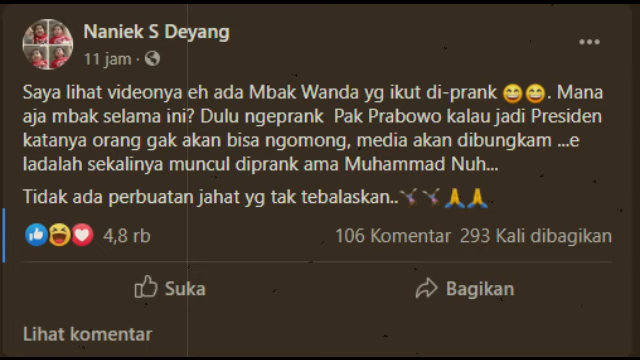 Naniek S Deyang
11 jam ·
Saya lihat videonya eh ada Mbak Wanda yg ikut di-prank 😄😄. Mana
aja mbak selama ini? Dulu ngeprank Pak Prabowo kalau jadi Presiden
katanya orang gak akan bisa ngomong, media akan dibungkam ...e
ladalah sekalinya muncul diprank ama Muhammad Nuh...
Tidak ada perbuatan jahat yg tak tebalaskan..🤸🤸🙏🙏
4,8 rb 106 Komentar 293 Kali dibagikan
Suka Bagikan
Lihat komentar